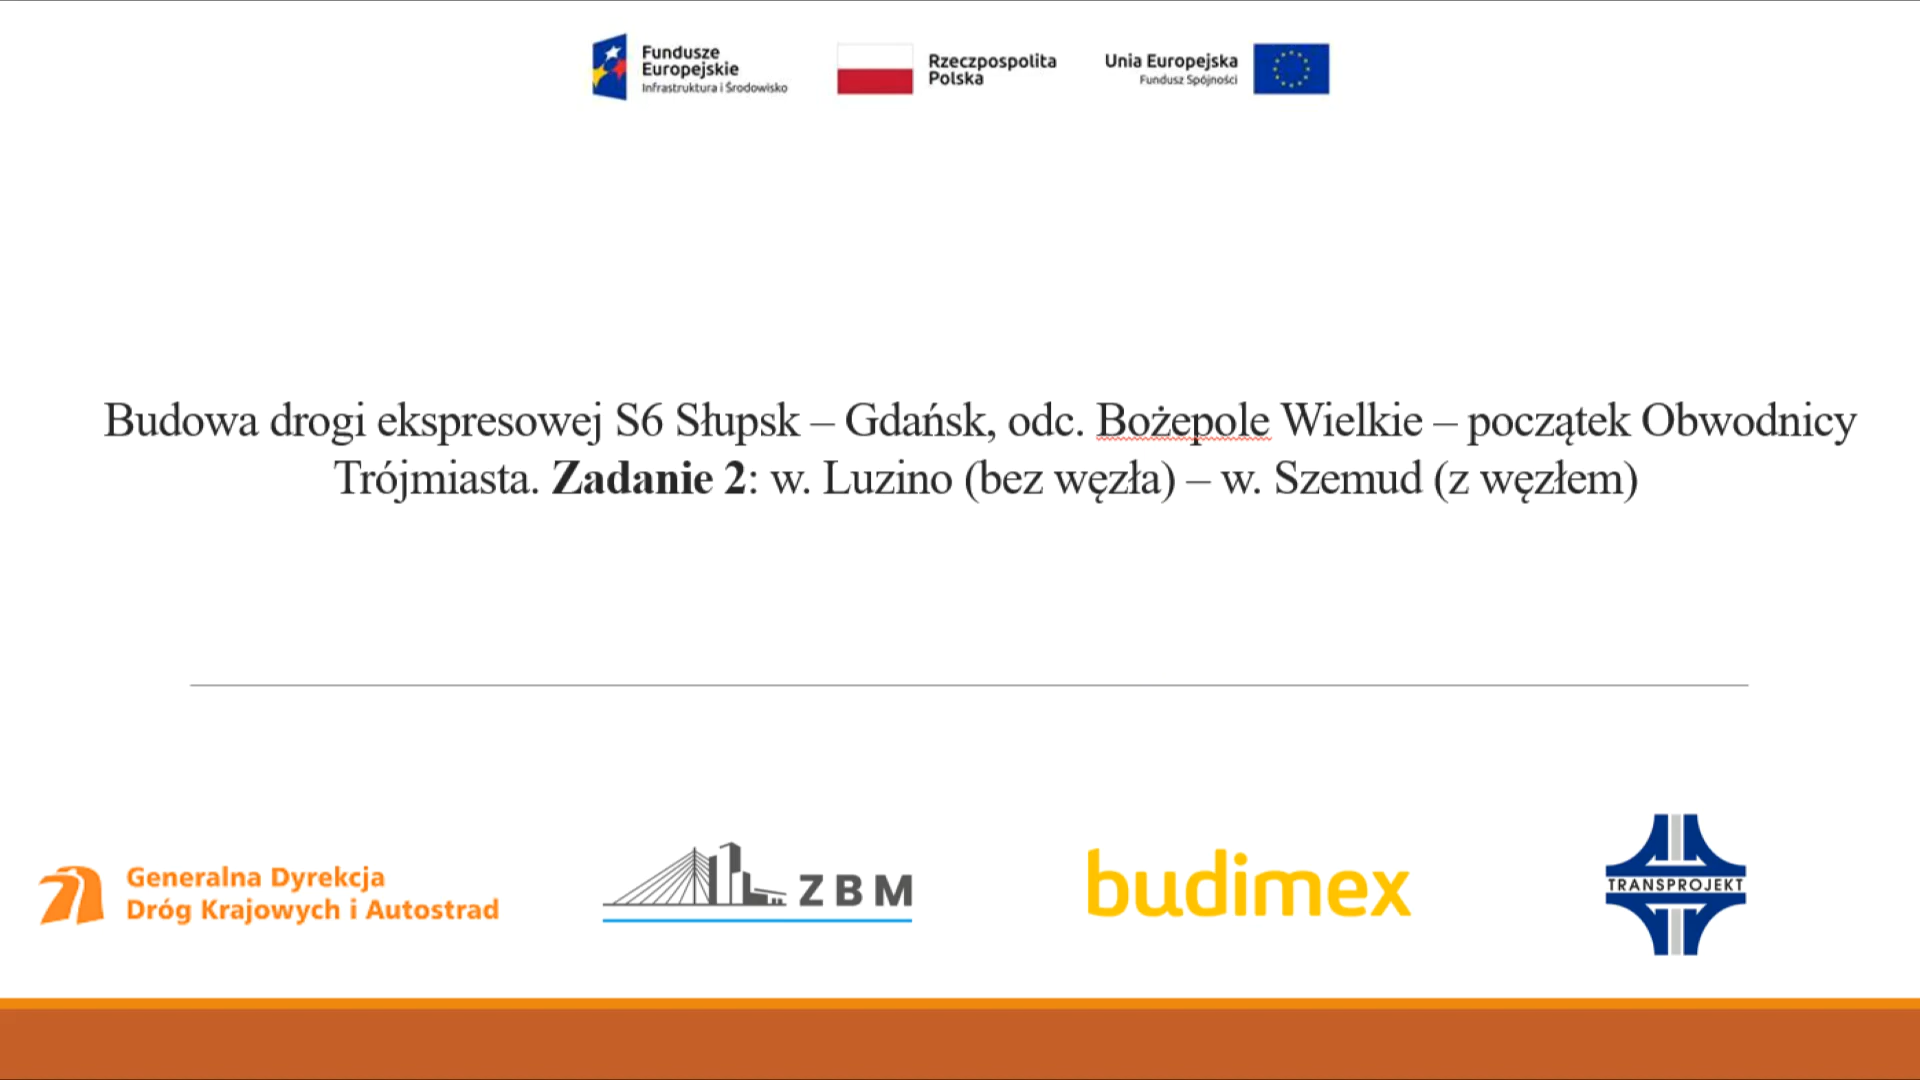 Fundusze
Europejskie
Infrastruktura i Środowisko
Rzeczpospolita
Polska
Unia Europejska
Fundusz Spójności
Budowa drogi ekspresowej S6 Słupsk – Gdańsk, odc. Bożepole Wielkie – początek Obwodnicy
Trójmiasta. Zadanie 2: w. Luzino (bez węzła) – w. Szemud (z węzłem)
Generalna Dyrekcja
Dróg Krajowych i Autostrad
ZBM
budimex
TRANSPROJEKT